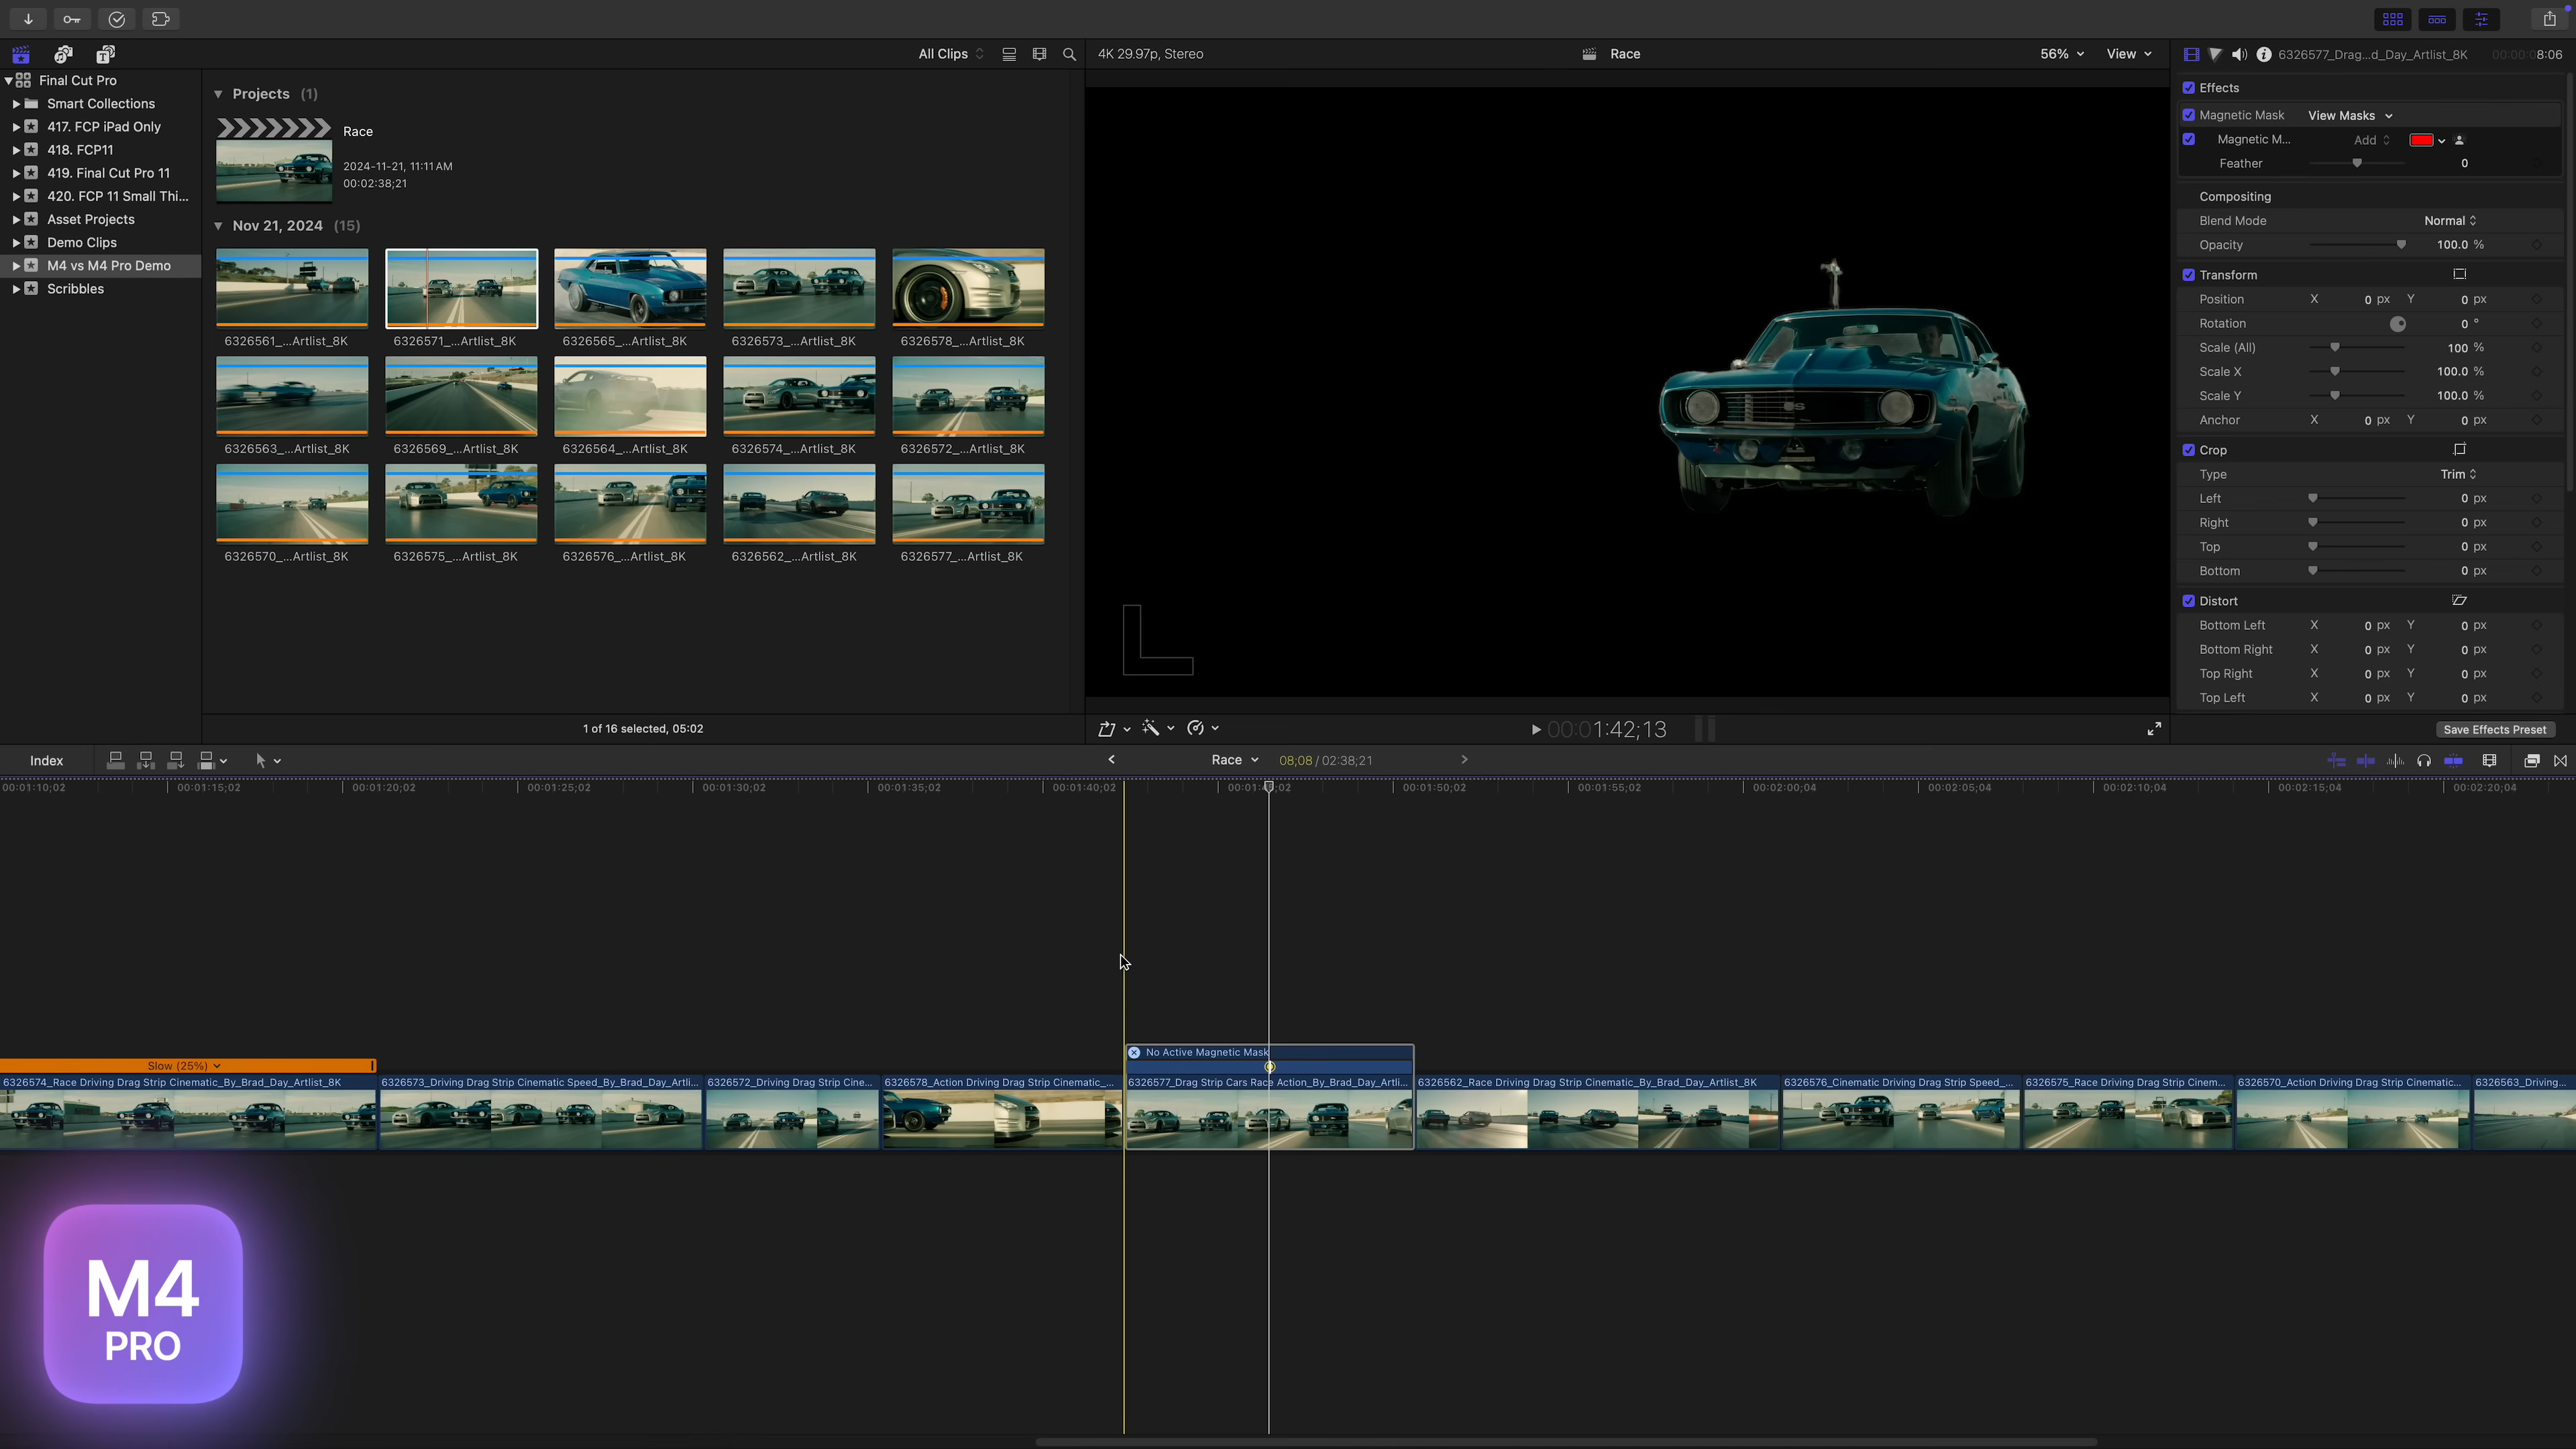 All Clips
4K 29.97p, Stereo
Race
56%
View
6326577_Drag...d_Day_Artlist_8K
00:00:08:06
Final Cut Pro
Smart Collections
417. FCP iPad Only
418. FCP11
419. Final Cut Pro 11
420. FCP 11 Small Thi...
Asset Projects
Demo Clips
M4 vs M4 Pro Demo
Scribbles
Projects (1)
Race
2024-11-21, 11:11 AM
00:02:38;21
Nov 21, 2024 (15)
6326561_...Artlist_8K
6326571_...Artlist_8K
6326565_...Artlist_8K
6326573_...Artlist_8K
6326578_...Artlist_8K
6326563_...Artlist_8K
6326569_...Artlist_8K
6326564_...Artlist_8K
6326574_...Artlist_8K
6326572_...Artlist_8K
6326570_...Artlist_8K
6326575_...Artlist_8K
6326576_...Artlist_8K
6326562_...Artlist_8K
6326577_...Artlist_8K
1 of 16 selected, 05:02
00:01:42;13
Effects
Magnetic Mask View Masks
Magnetic M... Add
Feather 0
Compositing
Blend Mode Normal
Opacity 100.0 %
Transform
Position X 0 px Y 0 px
Rotation 0 °
Scale (All) 100 %
Scale X 100.0 %
Scale Y 100.0 %
Anchor X 0 px Y 0 px
Crop
Type Trim
Left 0 px
Right 0 px
Top 0 px
Bottom 0 px
Distort
Bottom Left X 0 px Y 0 px
Bottom Right X 0 px Y 0 px
Top Right X 0 px Y 0 px
Top Left X 0 px Y 0 px
Save Effects Preset
Index
Race
08;08 / 02:38;21
00:01:10;02
00:01:15;02
00:01:20;02
00:01:25;02
00:01:30;02
00:01:35;02
00:01:40;02
00:01:50;02
00:01:55;02
00:02:00;04
00:02:05;04
00:02:10;04
00:02:15;04
00:02:20;04
No Active Magnetic Mask
Slow (25%)
6326574_Race Driving Drag Strip Cinematic_By_Brad_Day_Artlist_8K
6326573_Driving Drag Strip Cinematic Speed_By_Brad_Day_Artli...
6326572_Driving Drag Strip Cine...
6326578_Action Driving Drag Strip Cinematic_...
6326577_Drag Strip Cars Race Action_By_Brad_Day_Artli...
6326562_Race Driving Drag Strip Cinematic_By_Brad_Day_Artlist_8K
6326576_Cinematic Driving Drag Strip Speed_...
6326575_Race Driving Drag Strip Cinem...
6326570_Action Driving Drag Strip Cinematic...
6326563_Driving...
M4
PRO